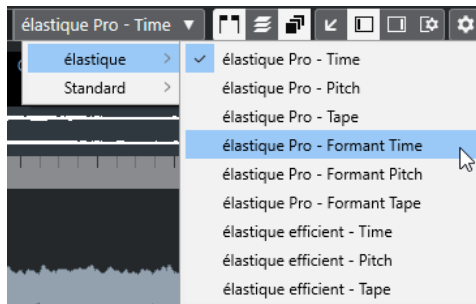 élastique Pro - Time
élastique
Standard
élastique Pro - Time
élastique Pro - Pitch
élastique Pro - Tape
élastique Pro - Formant Time
élastique Pro - Formant Pitch
élastique Pro - Formant Tape
élastique efficient - Time
élastique efficient - Pitch
élastique efficient - Tape